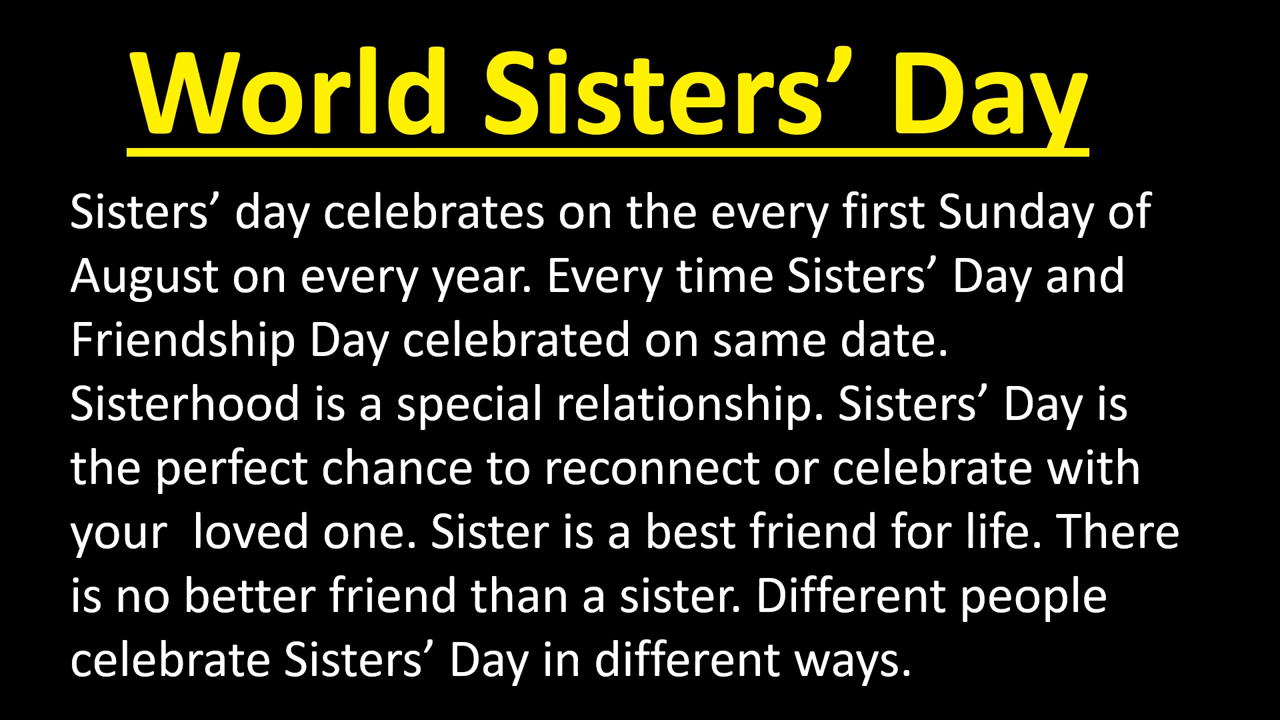 World Sisters’ Day
Sisters’ day celebrates on the every first Sunday of
August on every year. Every time Sisters’ Day and
Friendship Day celebrated on same date.
Sisterhood is a special relationship. Sisters’ Day is
the perfect chance to reconnect or celebrate with
your  loved one. Sister is a best friend for life. There
is no better friend than a sister. Different people
celebrate Sisters’ Day in different ways.